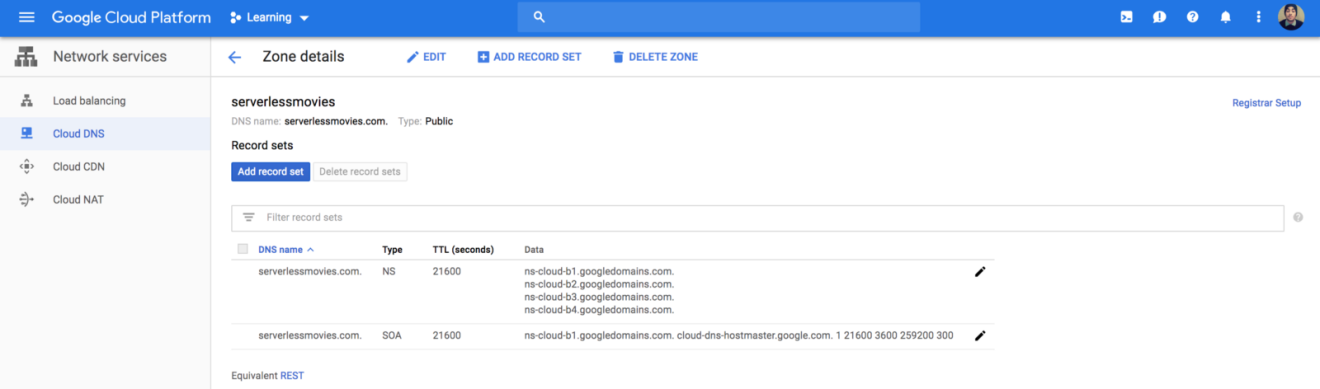 Google Cloud Platform Learning
Network services
Zone details EDIT ADD RECORD SET DELETE ZONE
Load balancing
Cloud DNS
Cloud CDN
Cloud NAT
serverlessmovies
Registrar Setup
DNS name: serverlessmovies.com. Type: Public
Record sets
Add record set Delete record sets
Filter record sets
DNS name Type TTL (seconds) Data
serverlessmovies.com. NS 21600 ns-cloud-b1.googledomains.com.
ns-cloud-b2.googledomains.com.
ns-cloud-b3.googledomains.com.
ns-cloud-b4.googledomains.com.
serverlessmovies.com. SOA 21600 ns-cloud-b1.googledomains.com. cloud-dns-hostmaster.google.com. 1 21600 3600 259200 300
Equivalent REST